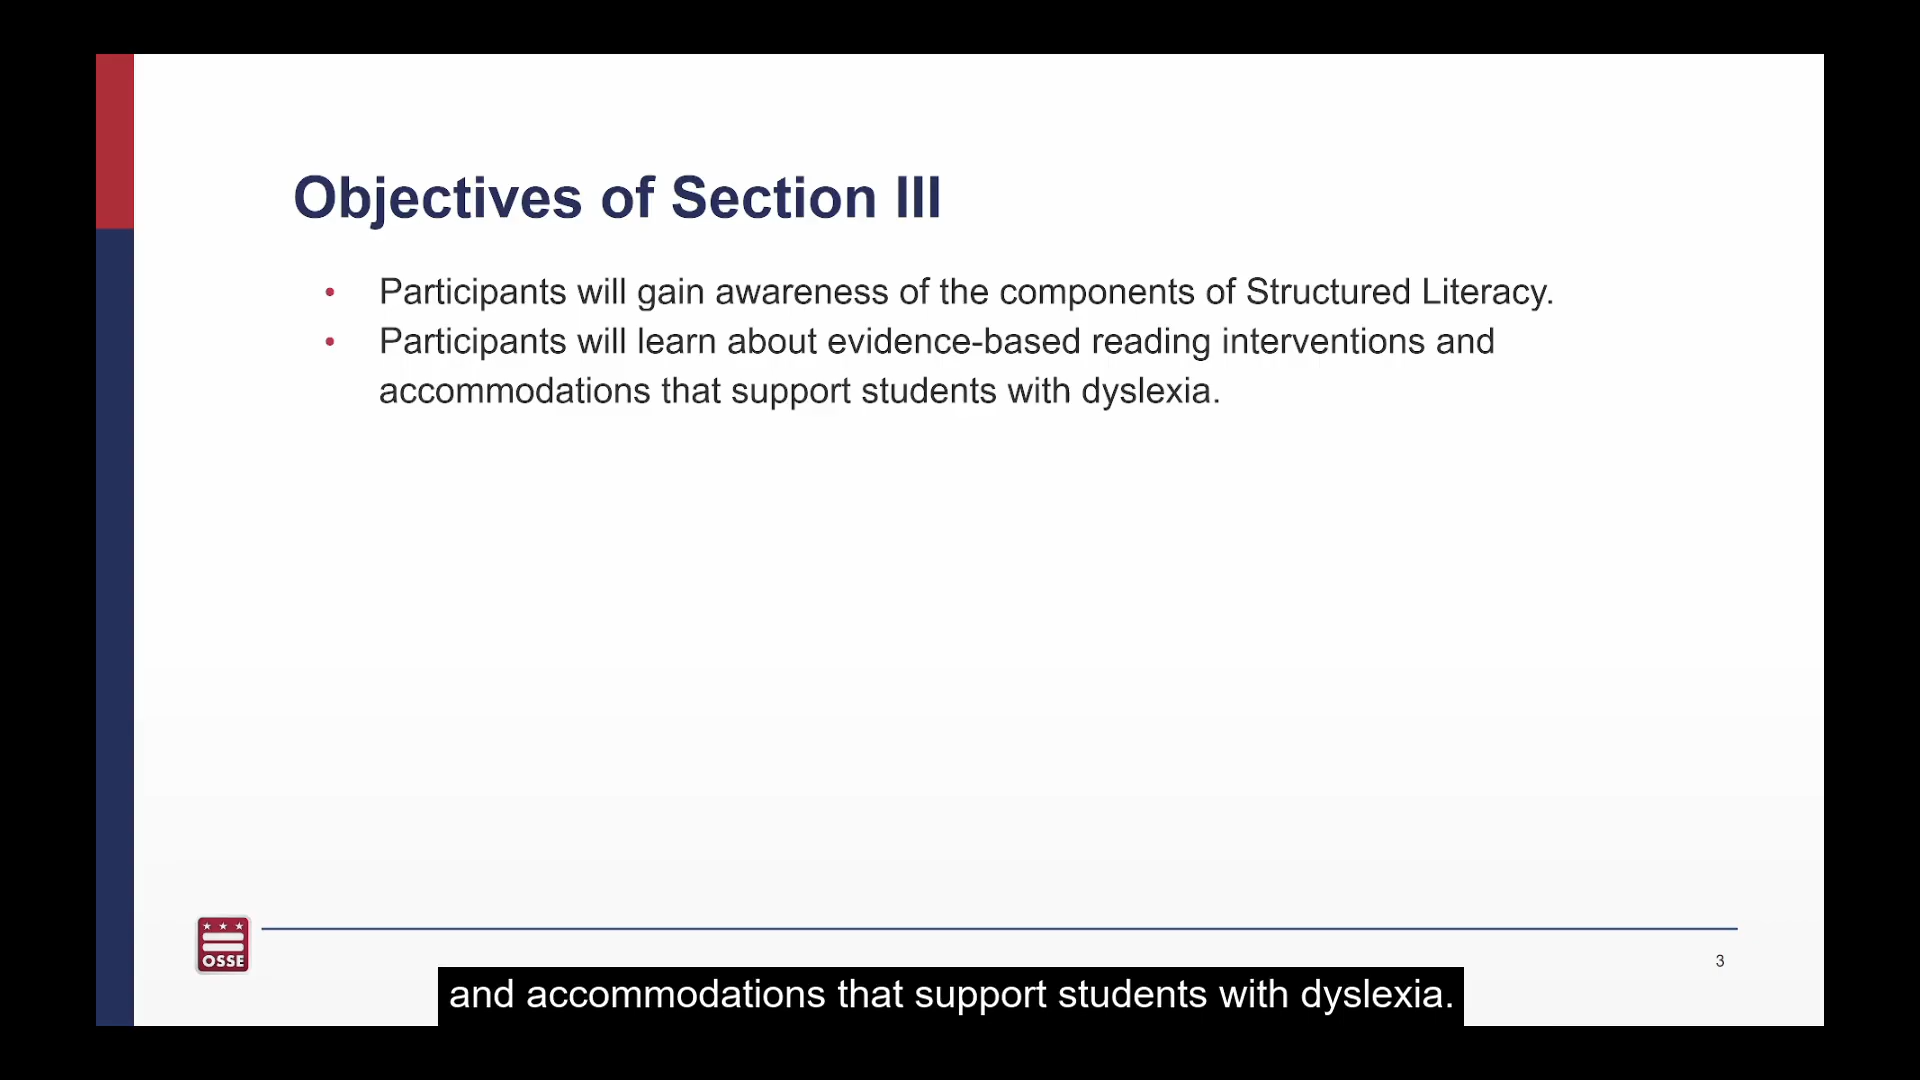 Objectives of Section III
• Participants will gain awareness of the components of Structured Literacy.
• Participants will learn about evidence-based reading interventions and
accommodations that support students with dyslexia.
OSSE
3
and accommodations that support students with dyslexia.